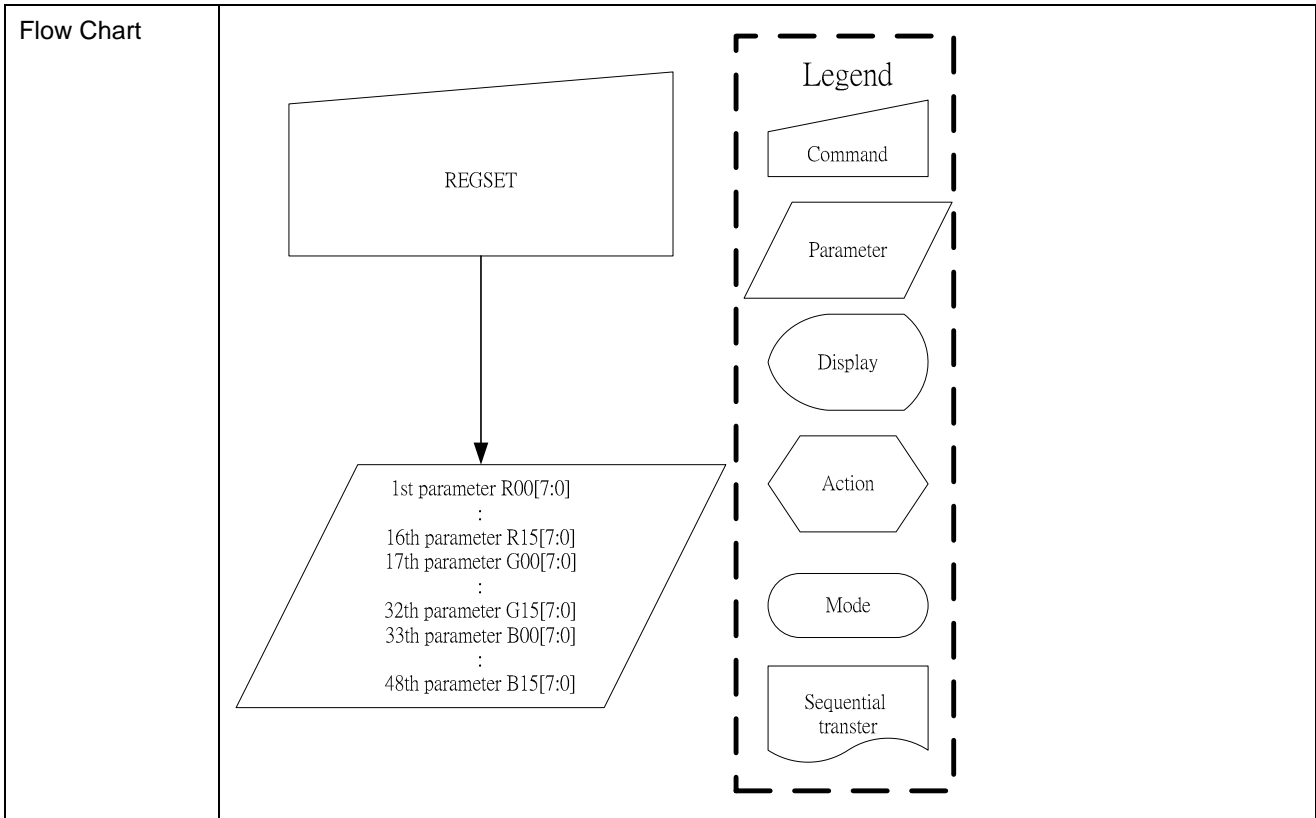 Flow Chart
REGSET
1st parameter R00[7:0]
:
16th parameter R15[7:0]
17th parameter G00[7:0]
:
32th parameter G15[7:0]
33th parameter B00[7:0]
:
48th parameter B15[7:0]
Legend
Command
Parameter
Display
Action
Mode
Sequential
transter